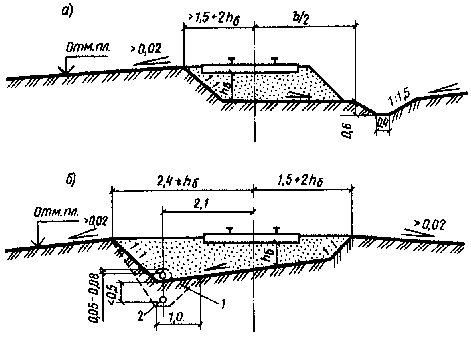 а)
>1,5+2hб
b/2
Отм.пл.
>0,02
hб
1:1,5
0,6
0,4
б)
2,4+hб
1,5+2hб
2,1
Отм.пл.
>0,02
>0,02
hб
0,05-0,08
<0,5
1
2
1,0